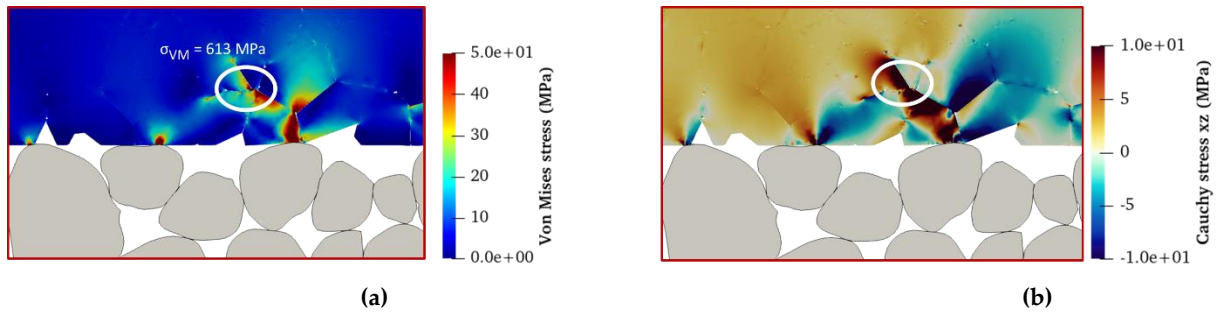 σVM = 613 MPa
5.0e+01
40
30
20
10
0.0e+00
Von Mises stress (MPa)
(a)
1.0e+01
5
0
-5
-1.0e+01
Cauchy stress xz (MPa)
(b)